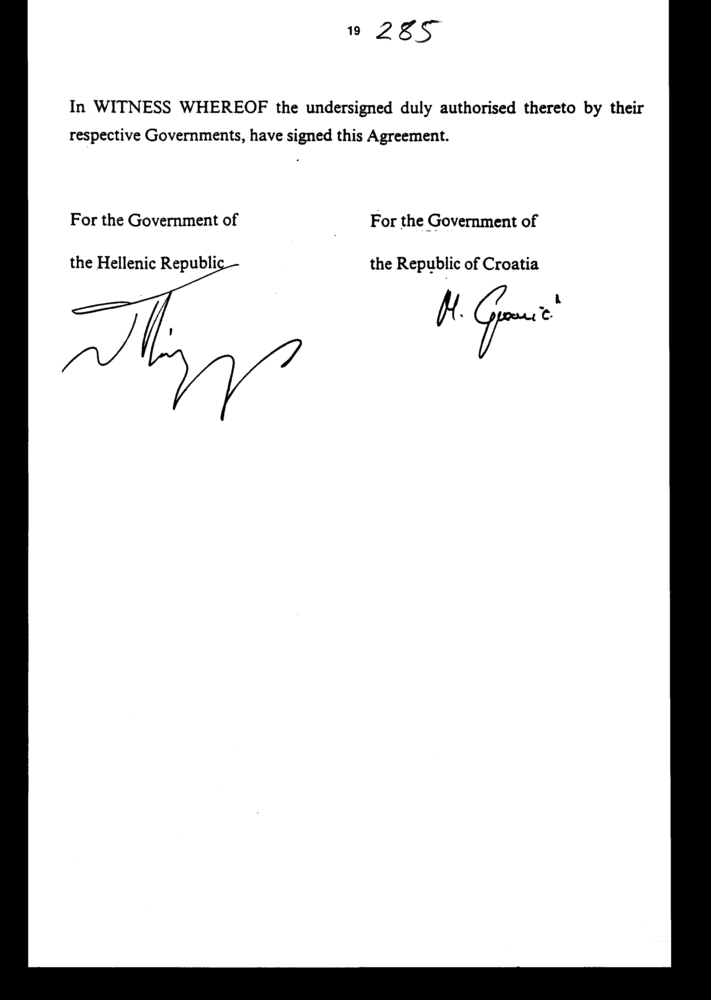 19 285
In WITNESS WHEREOF the undersigned duly authorised thereto by their
respective Governments, have signed this Agreement.
For the Government of
the Hellenic Republic
For the Government of
the Republic of Croatia
M. Granić